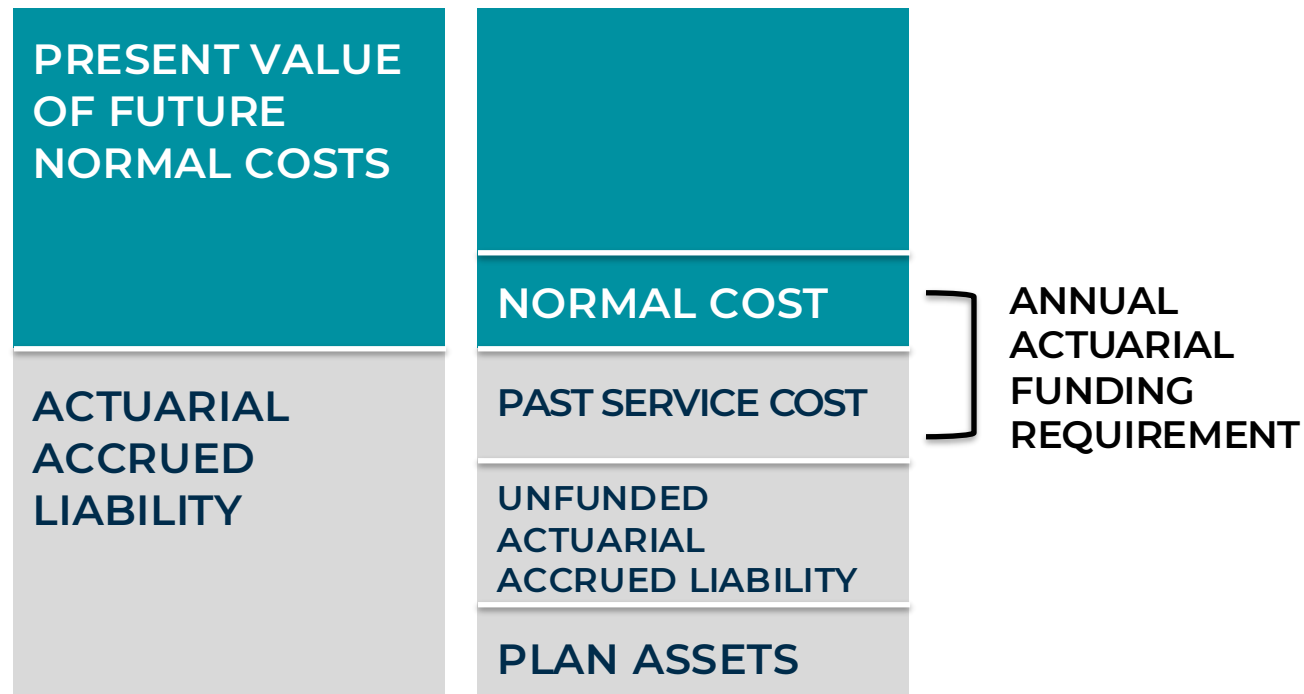 PRESENT VALUE
OF FUTURE
NORMAL COSTS
ACTUARIAL
ACCRUED
LIABILITY
NORMAL COST
PAST SERVICE COST
UNFUNDED
ACTUARIAL
ACCRUED LIABILITY
PLAN ASSETS
ANNUAL
ACTUARIAL
FUNDING
REQUIREMENT